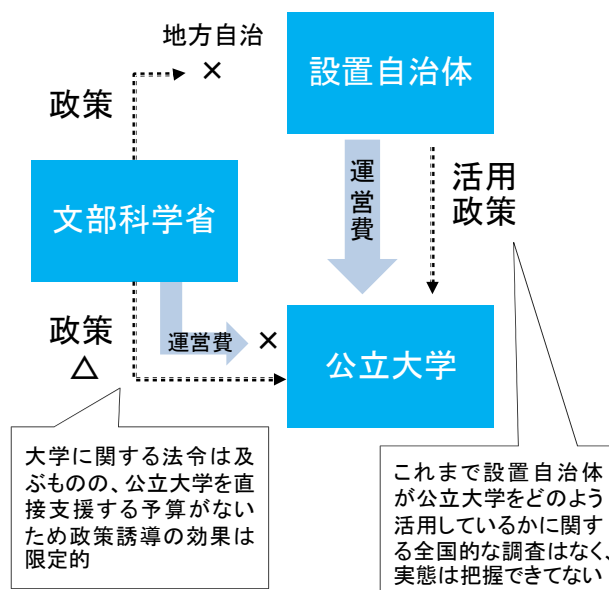 地方自治
×
設置自治体
政策
運営費
活用
政策
文部科学省
政策
△
運営費
×
公立大学
大学に関する法令は及
ぶものの、公立大学を直
接支援する予算がない
ため政策誘導の効果は
限定的
これまで設置自治体
が公立大学をどのよう
活用しているかに関す
る全国的な調査はなく、
実態は把握できてない